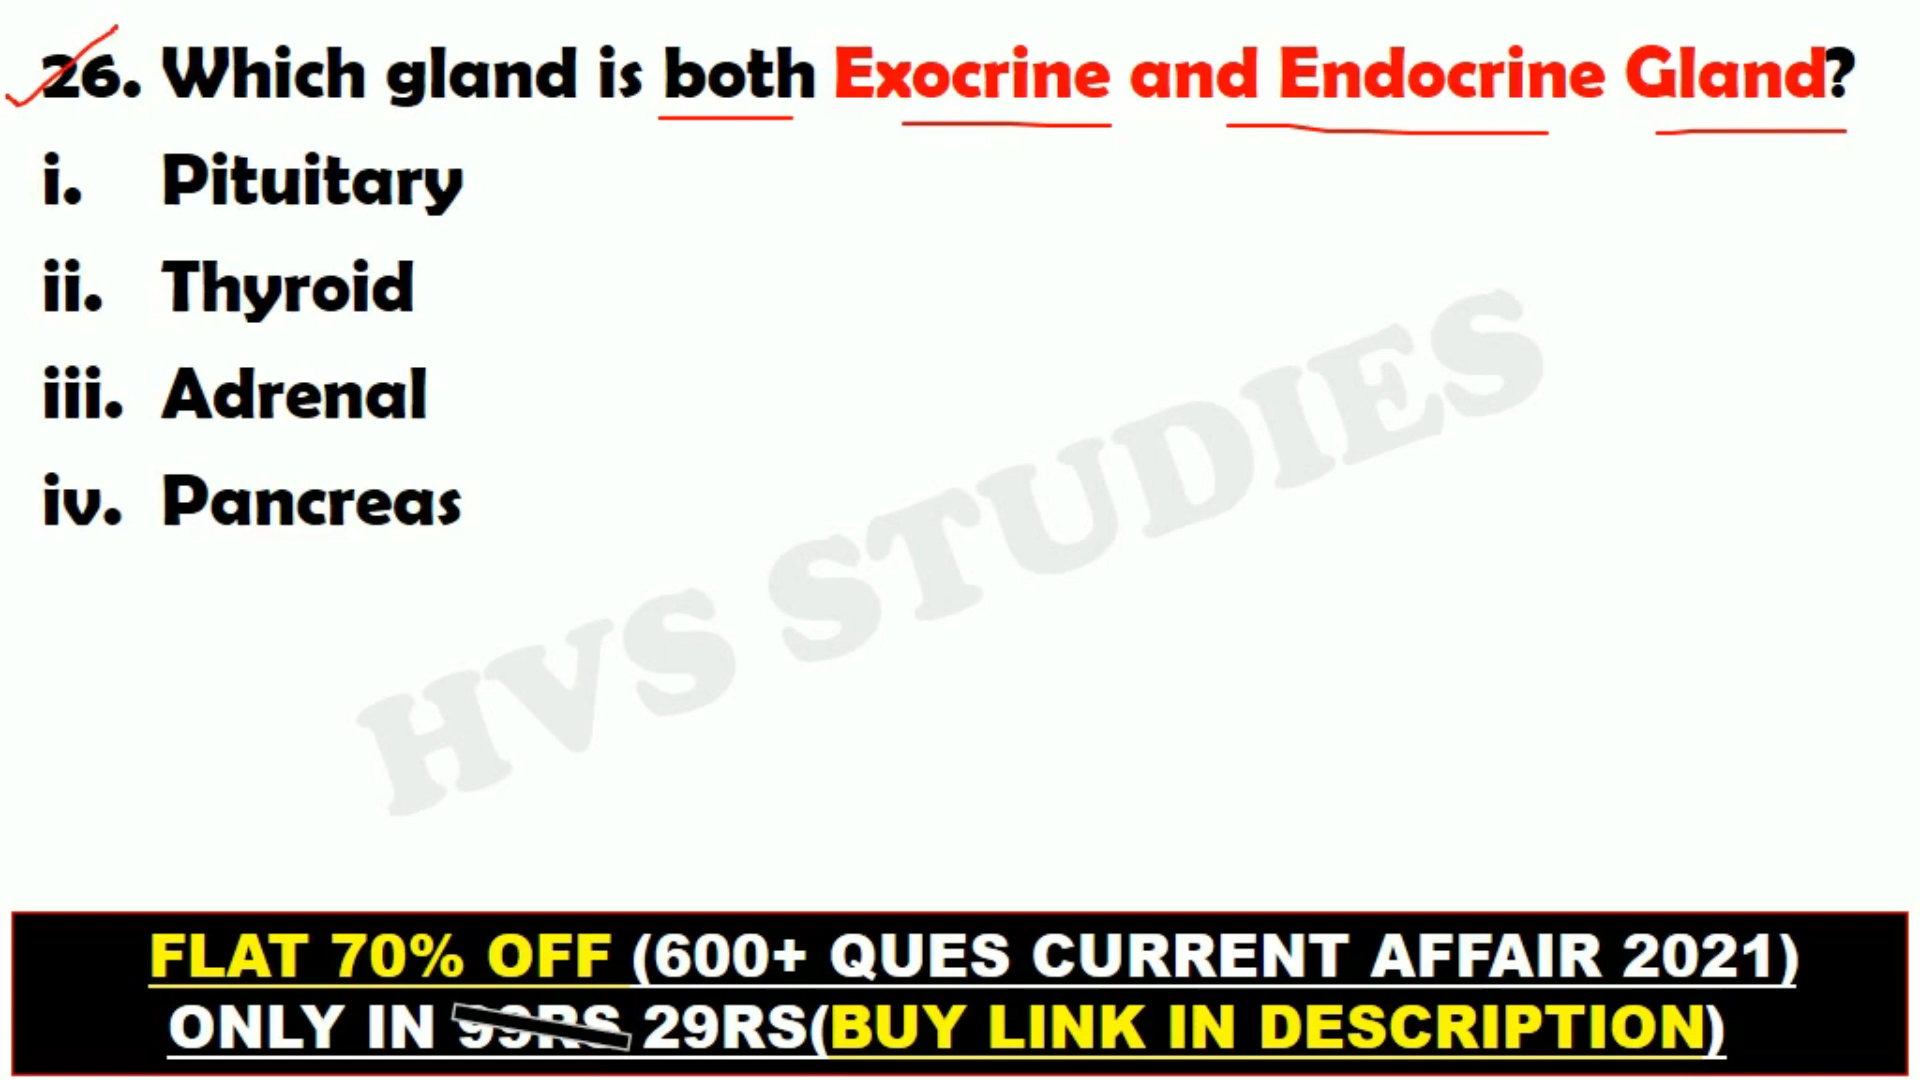 26. Which gland is both Exocrine and Endocrine Gland?
i. Pituitary
ii. Thyroid
iii. Adrenal
iv. Pancreas
HVS STUDIES
FLAT 70% OFF (600+ QUES CURRENT AFFAIR 2021)
ONLY IN 99RS 29RS(BUY LINK IN DESCRIPTION)